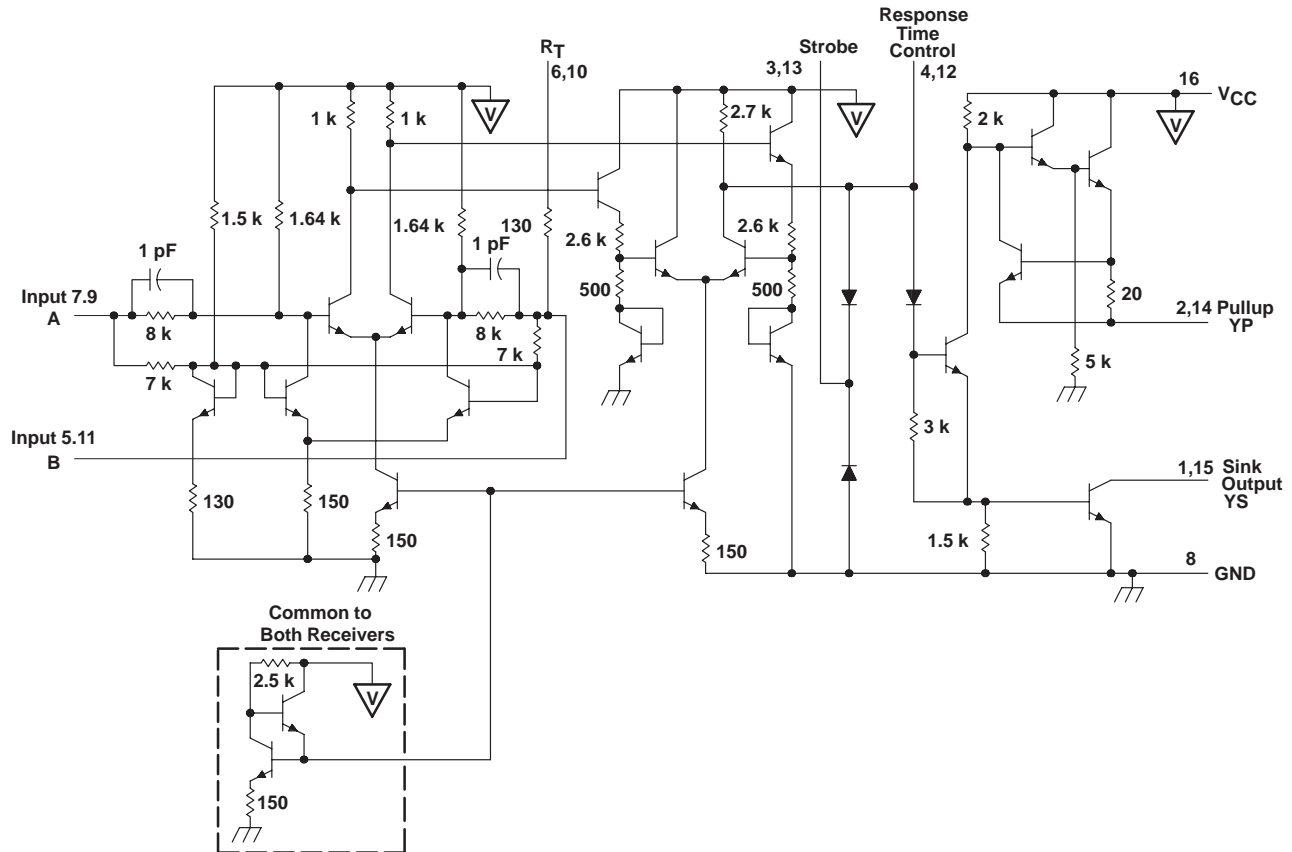 Response
Time
Control
4,12
RT
6,10
Strobe
3,13
16
VCC
V
V
V
1 k
1 k
2.7 k
2 k
1.5 k
1.64 k
1.64 k
130
2.6 k
2.6 k
1 pF
1 pF
Input 7.9
A
8 k
8 k
500
500
20
2,14 Pullup
YP
7 k
7 k
5 k
Input 5.11
B
3 k
130
150
150
150
1.5 k
1,15 Sink
Output
YS
8
GND
Common to
Both Receivers
2.5 k
V
150